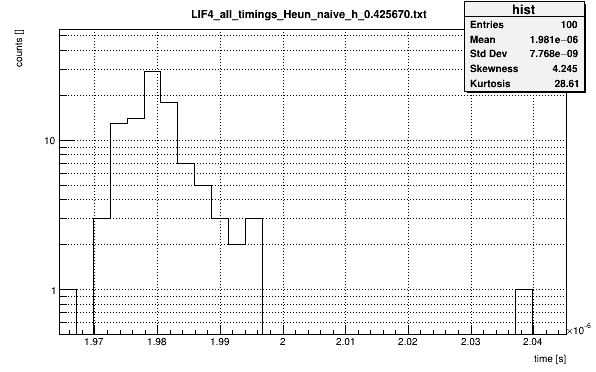 LIF4_all_timings_Heun_naive_h_0.425670.txt
hist
Entries 100
Mean 1.981e−06
Std Dev 7.768e−09
Skewness 4.245
Kurtosis 28.61
counts []
10
1
1.97 1.98 1.99 2 2.01 2.02 2.03 2.04
×10⁻⁶
time [s]